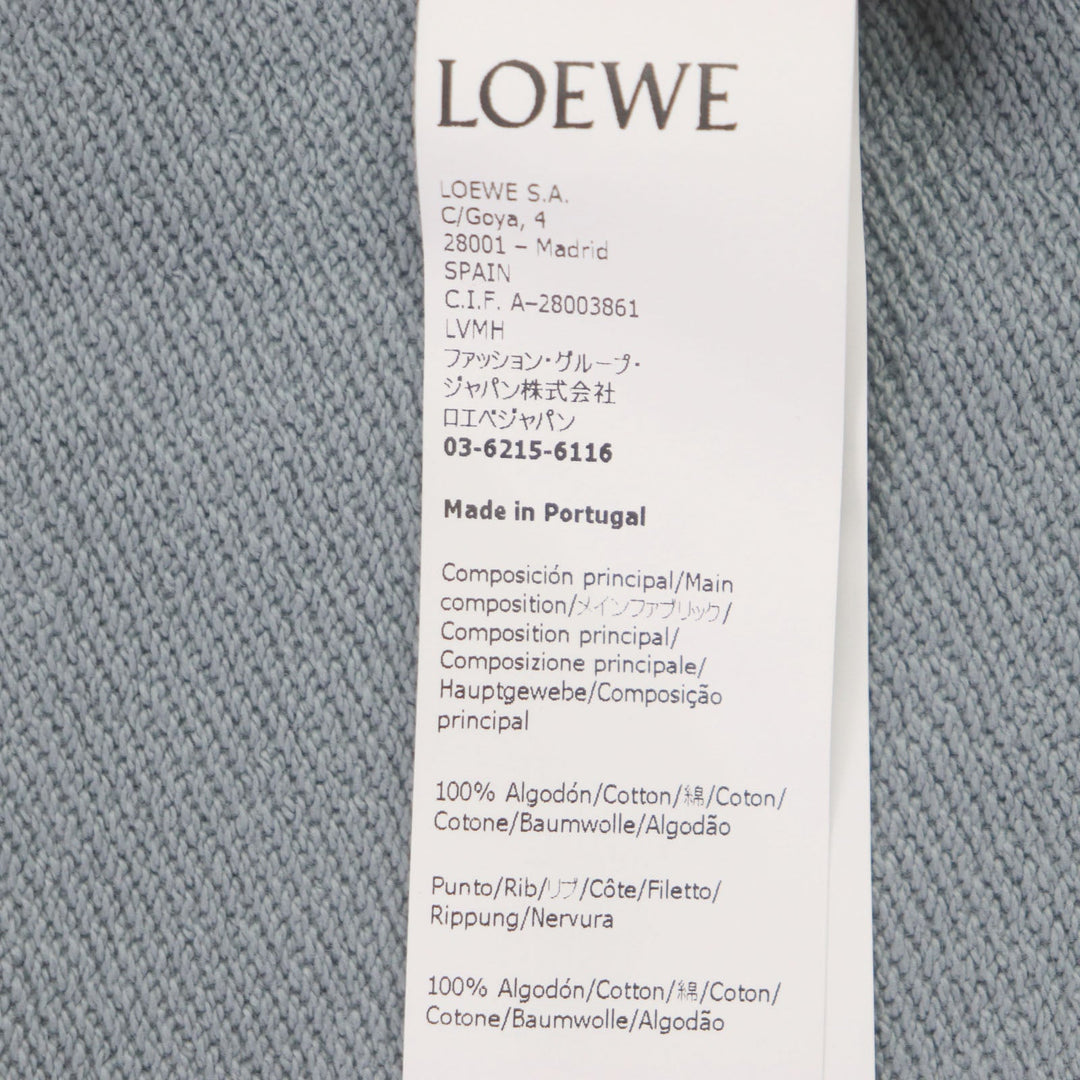 LOEWE
LOEWE S.A.
C/Goya, 4
28001 – Madrid
SPAIN
C.I.F. A–28003861
LVMH
ファッション・グループ・
ジャパン株式会社
ロエベジャパン
03-6215-6116
Made in Portugal
Composición principal/Main
composition/メインファブリック/
Composition principal/
Composizione principale/
Hauptgewebe/Composição
principal
100% Algodón/Cotton/綿/Coton/
Cotone/Baumwolle/Algodão
Punto/Rib/リブ/Côte/Filetto/
Rippung/Nervura
100% Algodón/Cotton/綿/Coton/
Cotone/Baumwolle/Algodão